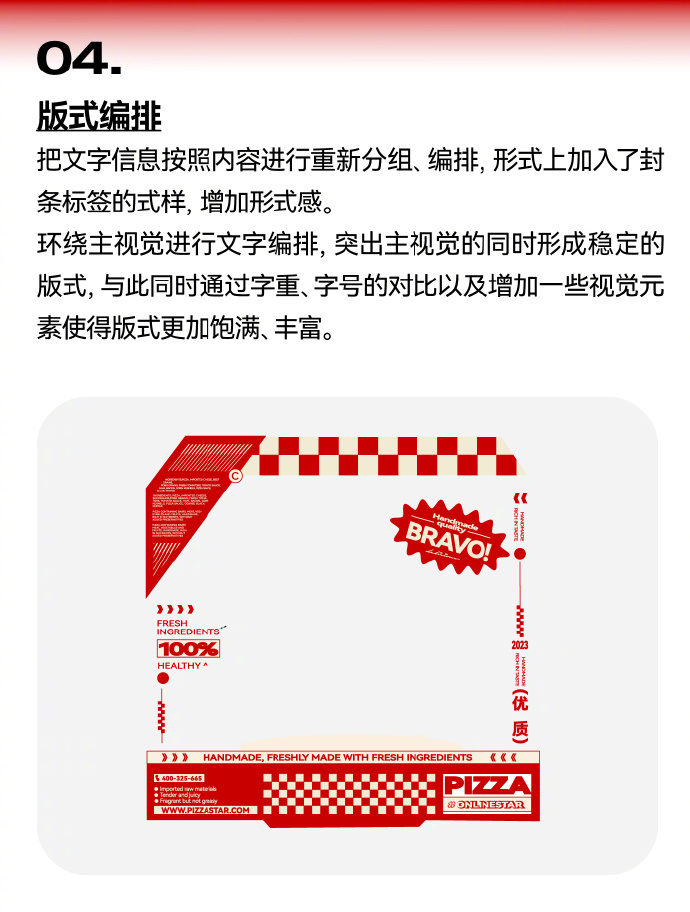 04.
版式编排
把文字信息按照内容进行重新分组、编排, 形式上加入了封
条标签的式样, 增加形式感。
环绕主视觉进行文字编排, 突出主视觉的同时形成稳定的
版式, 与此同时通过字重、字号的对比以及增加一些视觉元
素使得版式更加饱满、丰富。
©
Handmade
quality
BRAVO!
HANDMADE
RICH IN TASTE
FRESH
INGREDIENTS
100%
HEALTHY ^
2023
HANDMADE
RICH IN TASTE
(优
质)
HANDMADE, FRESHLY MADE WITH FRESH INGREDIENTS
400-325-665
Imported raw materials
Tender and juicy
Fragrent but not greasy
WWW.PIZZASTAR.COM
PIZZA
@ ONLINESTAR